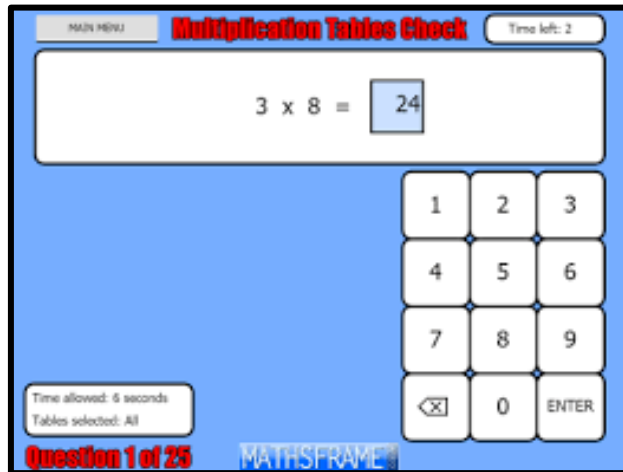 MAIN MENU
Multiplication Tables Check
Time left: 2
3 x 8 = 24
1 2 3
4 5 6
7 8 9
0 ENTER
Time allowed: 6 seconds
Tables selected: All
Question 1 of 25
MATHSFRAME